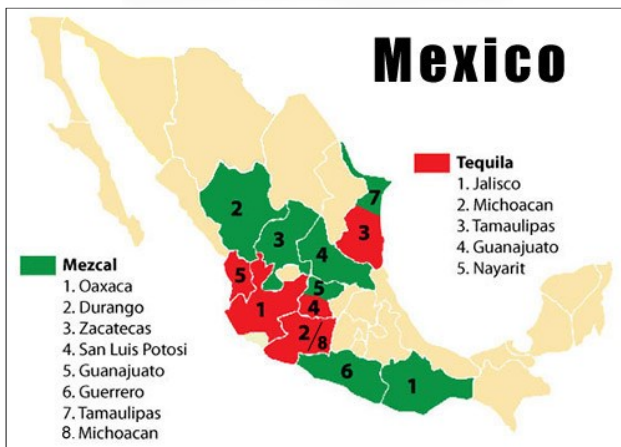 Mexico
Tequila
1. Jalisco
2. Michoacan
3. Tamaulipas
4. Guanajuato
5. Nayarit
Mezcal
1. Oaxaca
2. Durango
3. Zacatecas
4. San Luis Potosi
5. Guanajuato
6. Guerrero
7. Tamaulipas
8. Michoacan
7
2
3
3
4
5
5
1
4
2/8
6
1